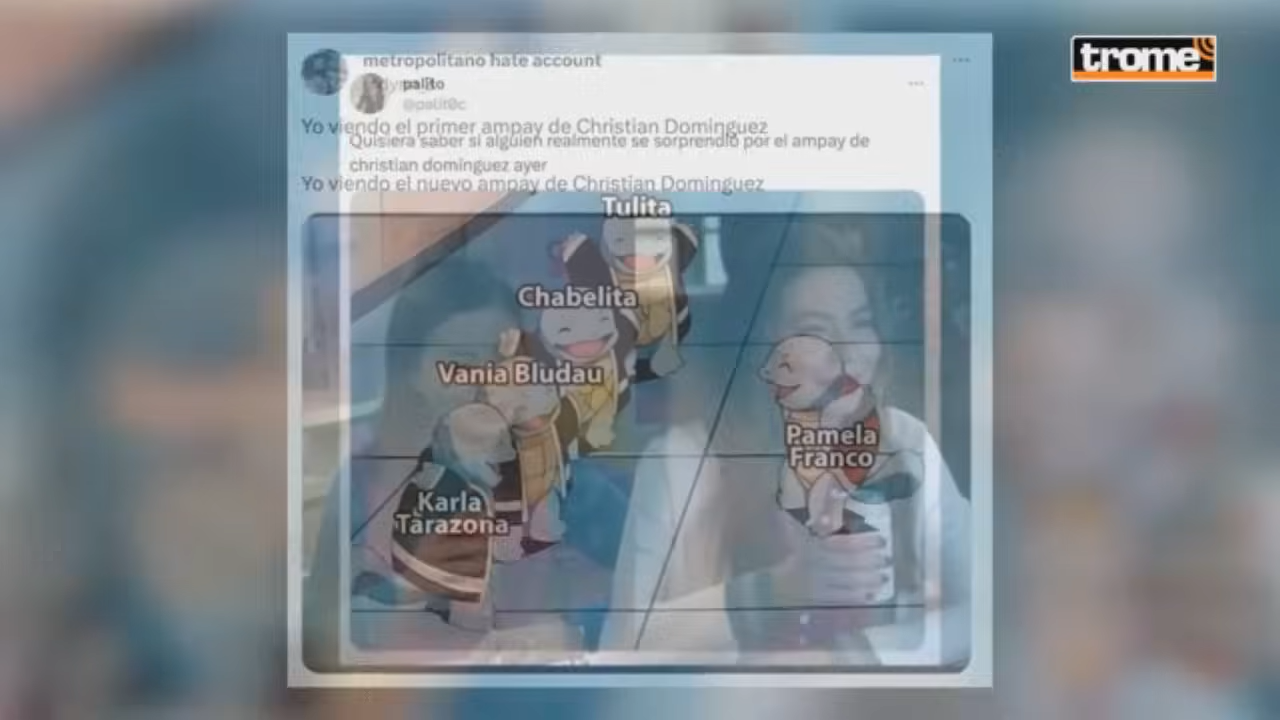 trome
metropolitano hate account
palito
@palit0c
Yo viendo el primer ampay de Christian Dominguez
Quisiera saber si alguien realmente se sorprendió por el ampay de
christian domínguez ayer
Yo viendo el nuevo ampay de Christian Dominguez
Tulita
Chabelita
Vania Bludau
Pamela
Franco
Karla
Tarazona